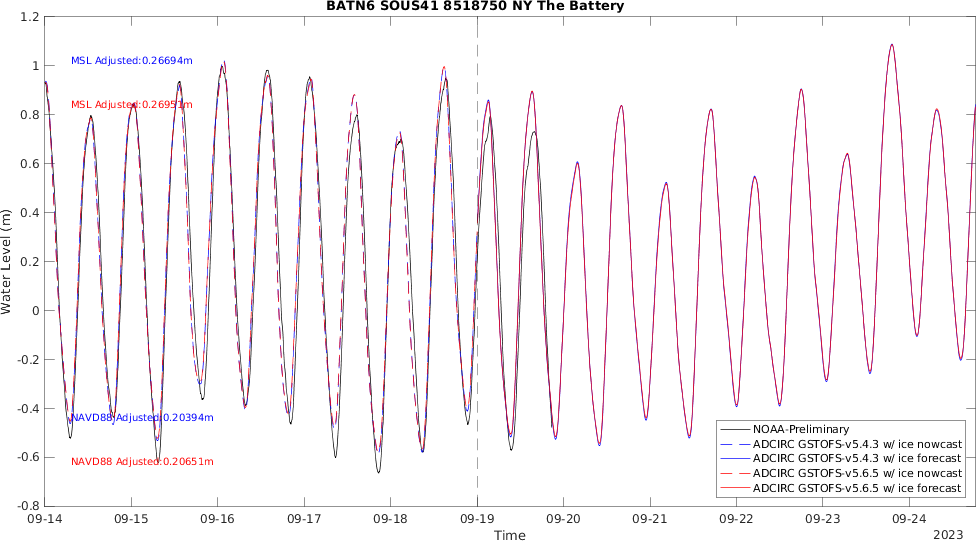 BATN6 SOUS41 8518750 NY The Battery
1.2
1
0.8
0.6
0.4
0.2
0
-0.2
-0.4
-0.6
-0.8
Water Level (m)
MSL Adjusted:0.26694m
MSL Adjusted:0.26951m
NAVD88 Adjusted:0.20394m
NAVD88 Adjusted:0.20651m
NOAA-Preliminary
ADCIRC GSTOFS-v5.4.3 w/ ice nowcast
ADCIRC GSTOFS-v5.4.3 w/ ice forecast
ADCIRC GSTOFS-v5.6.5 w/ ice nowcast
ADCIRC GSTOFS-v5.6.5 w/ ice forecast
09-14 09-15 09-16 09-17 09-18 09-19 09-20 09-21 09-22 09-23 09-24
Time
2023